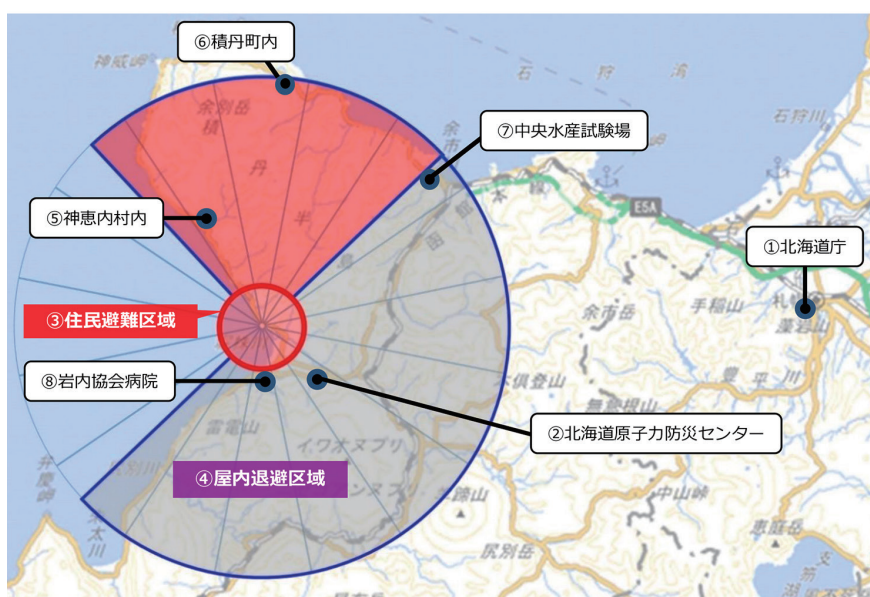 ⑥積丹町内
神威岬
石狩湾
石狩川
余別岳
⑦中央水産試験場
岬
余市
積
丹
半
島
本線
E5A
⑤神恵内村内
①北海道庁
札
手稲山
藻岩山
余市岳
③住民避難区域
⑧岩内協会病院
豊平川
無意根山
②北海道原子力防災センター
雷電山
イワオヌプリ
④屋内退避区域
中山峠
弁慶岬
尻別岳
恵庭岳